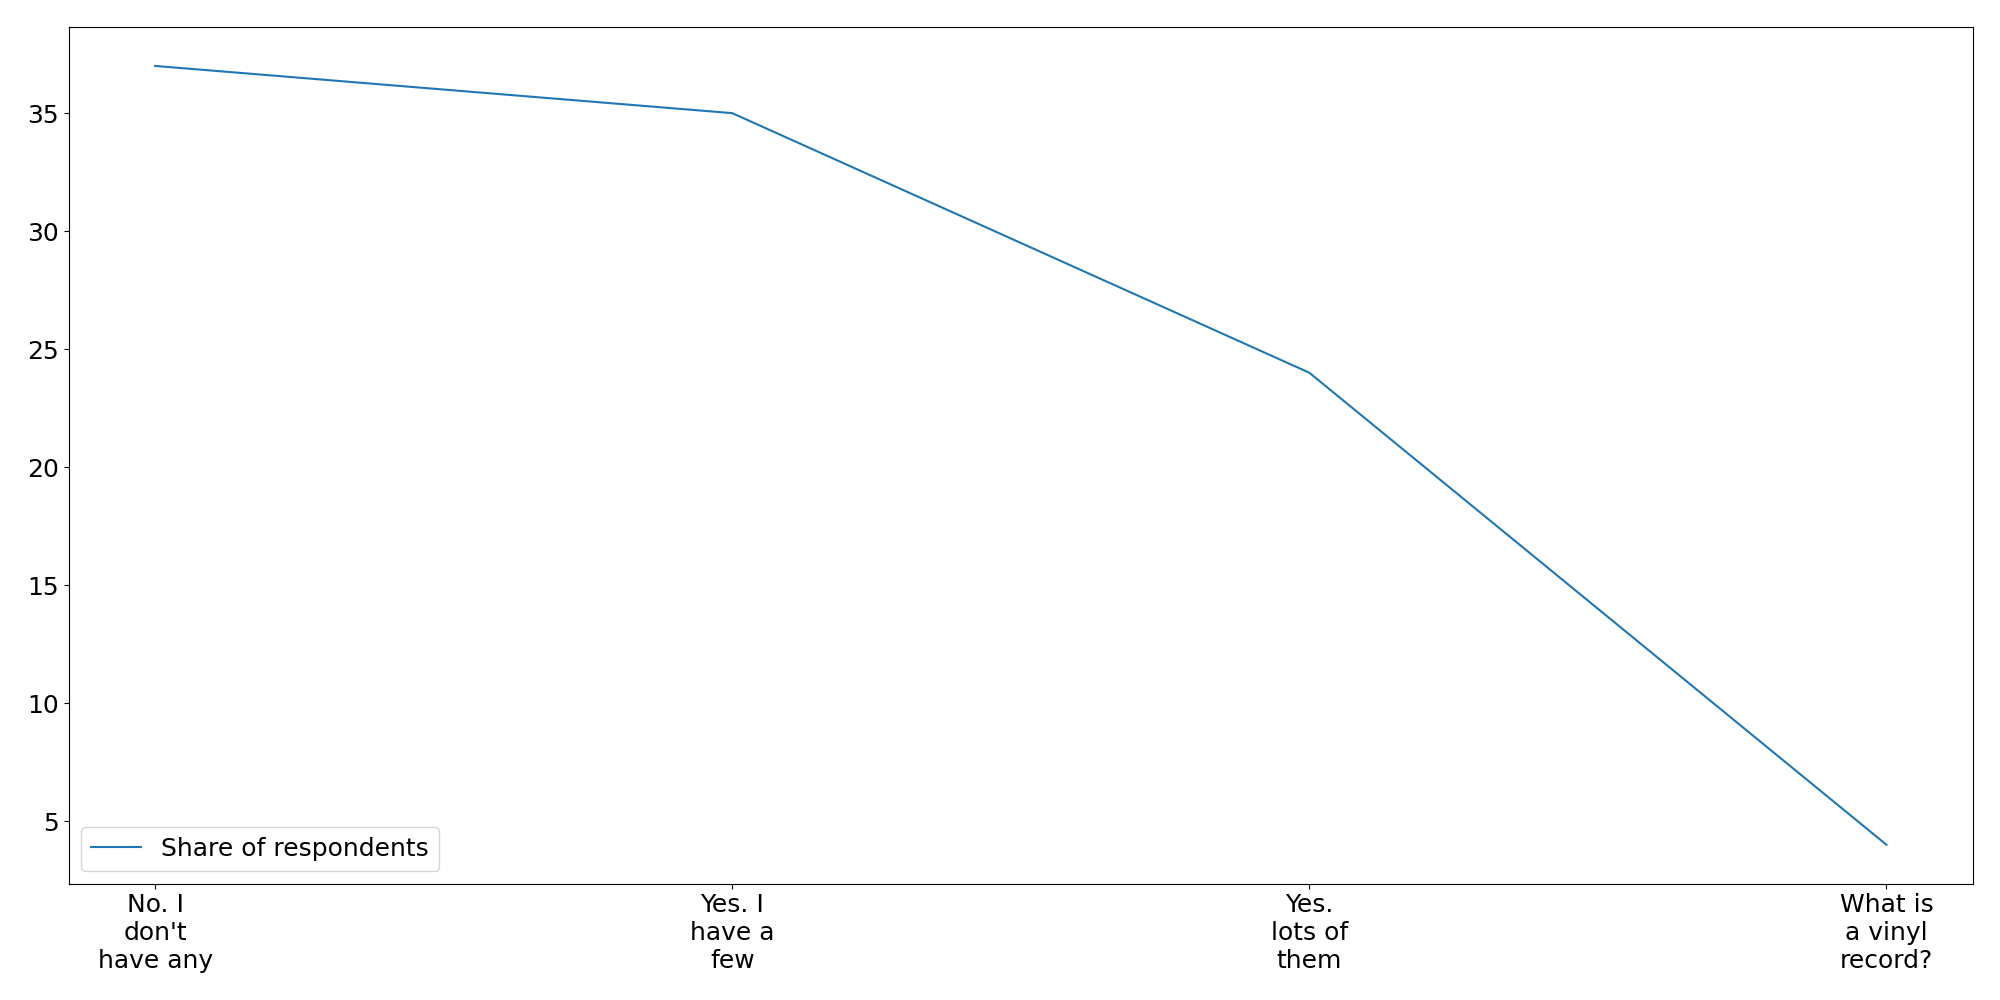 35
30
25
20
15
10
5
Share of respondents
No. I
don't
have any
Yes. I
have a
few
Yes.
lots of
them
What is
a vinyl
record?